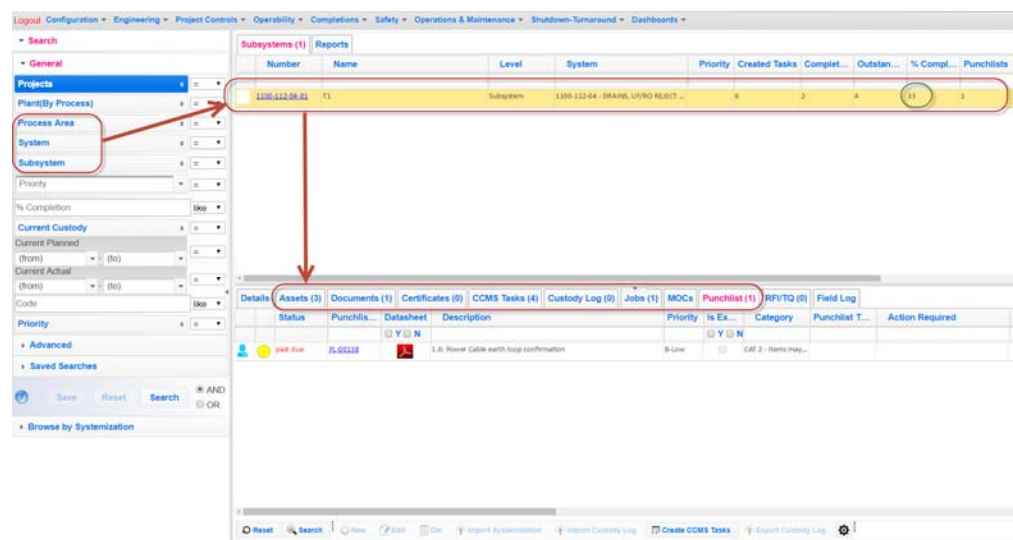 Logout Configuration Engineering Project Controls Operability Completions Safety Operations & Maintenance Shutdown-Turnaround Dashboards
Search
General
Projects =
Plant(By Process) =
Process Area =
System =
Subsystem =
Priority =
% Completion like
Current Custody =
Current Planned
(from) - (to) =
Current Actual
(from) - (to) =
Code like
Priority =
Advanced
Saved Searches
Save Reset Search AND
OR
Browse by Systemization
Subsystems (1) Reports
Number Name Level System Priority Created Tasks Complet... Outstan... % Compl... Punchlists
1100-112-04-01 T1 Subsystem 1100-112-04 - DRAINS, UF/RO REJECT ... 6 2 4 33 1
Details Assets (3) Documents (1) Certificates (0) CCMS Tasks (4) Custody Log (0) Jobs (1) MOCs Punchlist (1) RFI/TQ (0) Field Log
Status Punchlis... Datasheet Description Priority Is Ex... Category Punchlist T... Action Required
Y N Y N
past due PL-00138 1.6: Power Cable earth loop confirmation B-Low CAT 2 - Items may...
Reset Search New Edit Del Import Systemization Import Custody Log Create CCMS Tasks Export Custody Log